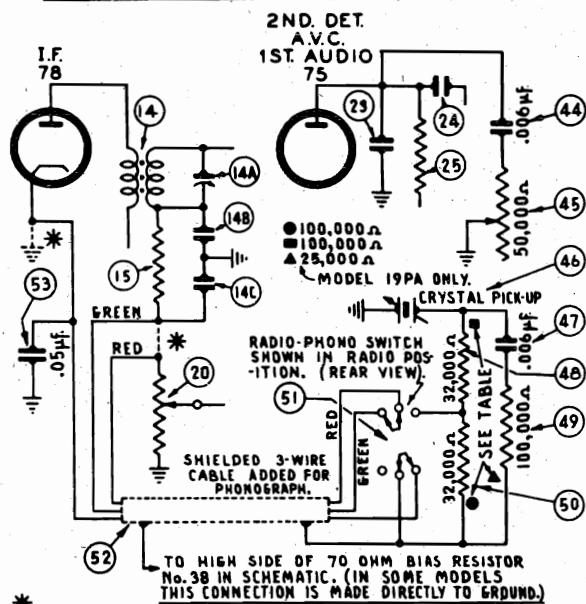 2ND. DET.
A.V.C.
1ST. AUDIO
75
I.F.
78
14
14A
14B
14C
15
23
24
25
.006µF.
44
45
50,000Ω
● 100,000Ω
■ 100,000Ω
▲ 25,000Ω
MODEL 19PA ONLY.
46
CRYSTAL PICK-UP
53
.05µF.
GREEN
RED
*
*
20
RADIO-PHONO SWITCH
SHOWN IN RADIO POS-
ITION. (REAR VIEW).
51
RED
GREEN
47
.006µF
48
32,000Ω
32,000Ω
SEE TABLE
49
100,000Ω
50
SHIELDED 3-WIRE
CABLE ADDED FOR
PHONOGRAPH.
52
TO HIGH SIDE OF 70 OHM BIAS RESISTOR
No. 38 IN SCHEMATIC. (IN SOME MODELS
THIS CONNECTION IS MADE DIRECTLY TO GROUND.)
*